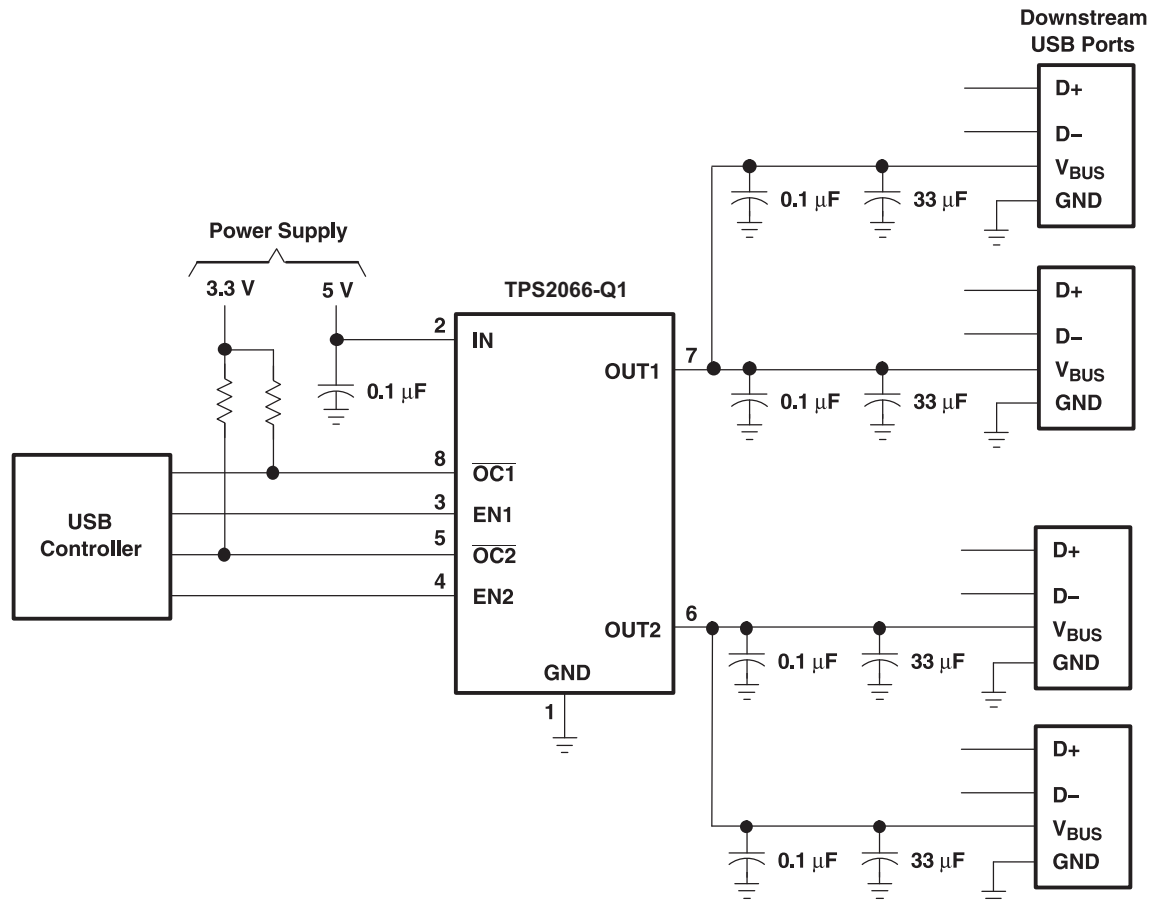 Downstream
USB Ports
D+
D−
VBUS
GND
0.1 μF
33 μF
Power Supply
3.3 V
5 V
0.1 μF
TPS2066-Q1
2
IN
OUT1
7
D+
D−
VBUS
GND
0.1 μF
33 μF
USB
Controller
8
OC1
3
EN1
5
OC2
4
EN2
OUT2
6
GND
1
D+
D−
VBUS
GND
0.1 μF
33 μF
D+
D−
VBUS
GND
0.1 μF
33 μF